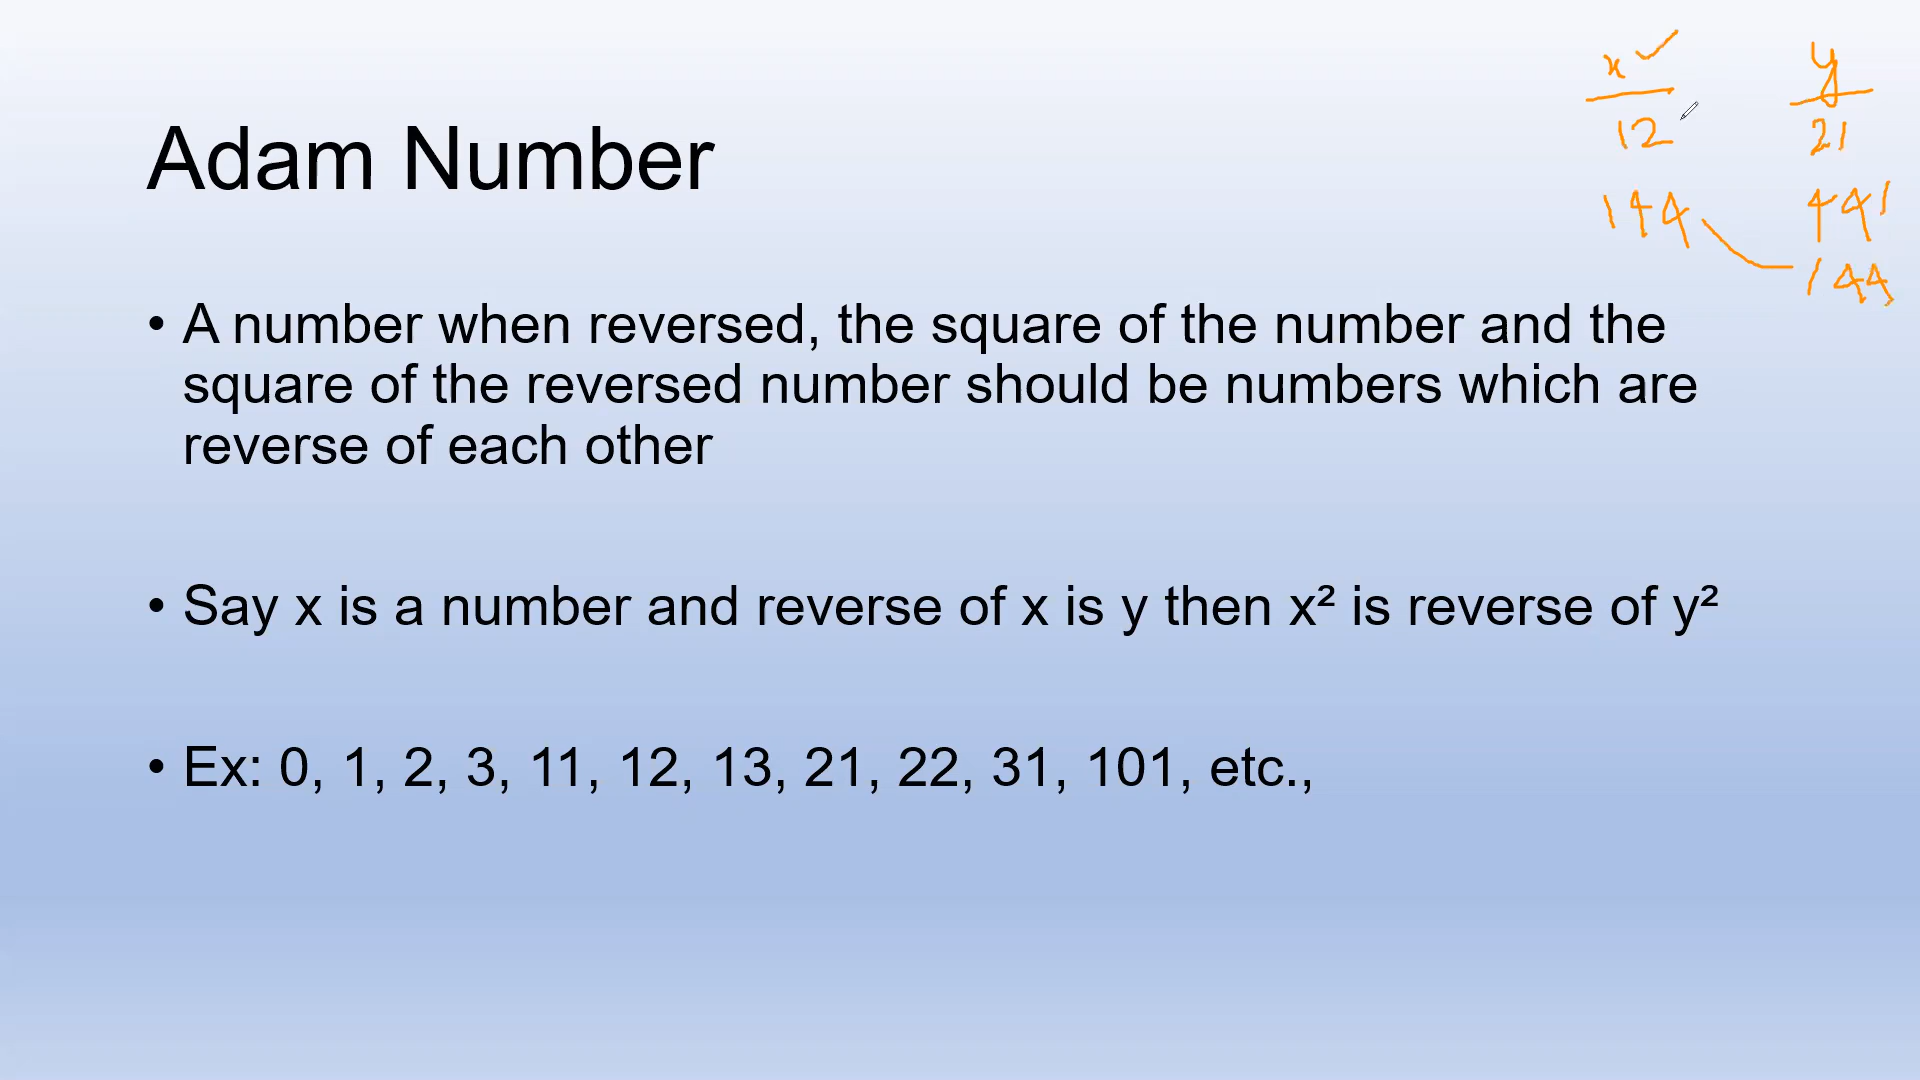 x y
12 21
144 441
144
Adam Number
• A number when reversed, the square of the number and the
square of the reversed number should be numbers which are
reverse of each other
• Say x is a number and reverse of x is y then x² is reverse of y²
• Ex: 0, 1, 2, 3, 11, 12, 13, 21, 22, 31, 101, etc.,